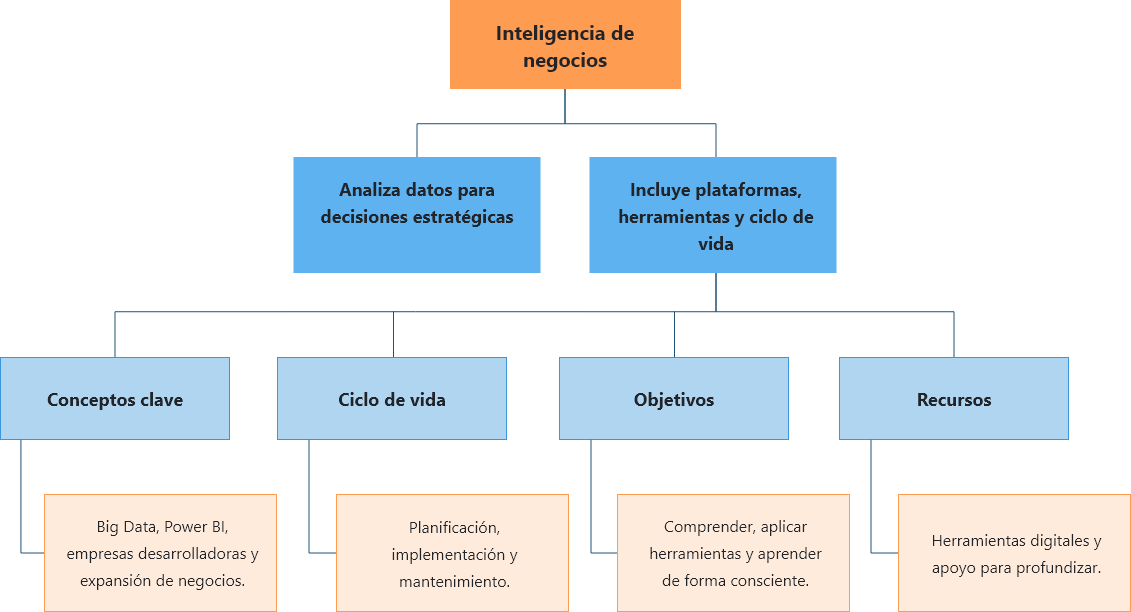 Inteligencia de
negocios
Analiza datos para
decisiones estratégicas
Incluye plataformas,
herramientas y ciclo de
vida
Conceptos clave
Ciclo de vida
Objetivos
Recursos
Big Data, Power BI,
empresas desarrolladoras y
expansión de negocios.
Planificación,
implementación y
mantenimiento.
Comprender, aplicar
herramientas y aprender
de forma consciente.
Herramientas digitales y
apoyo para profundizar.